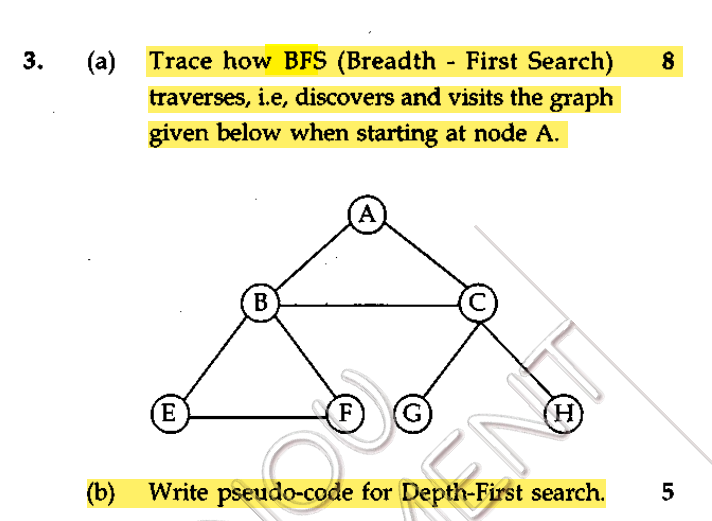 3. (a) Trace how BFS (Breadth - First Search) 8
traverses, i.e, discovers and visits the graph
given below when starting at node A.
A
B C
E F G H
(b) Write pseudo-code for Depth-First search. 5